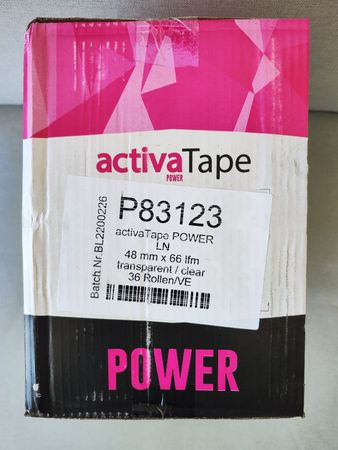 activaTape
POWER
P83123
activaTape POWER
LN
48 mm x 66 lfm
transparent / clear
36 Rollen/VE
Batch Nr.BL2200226
POWER